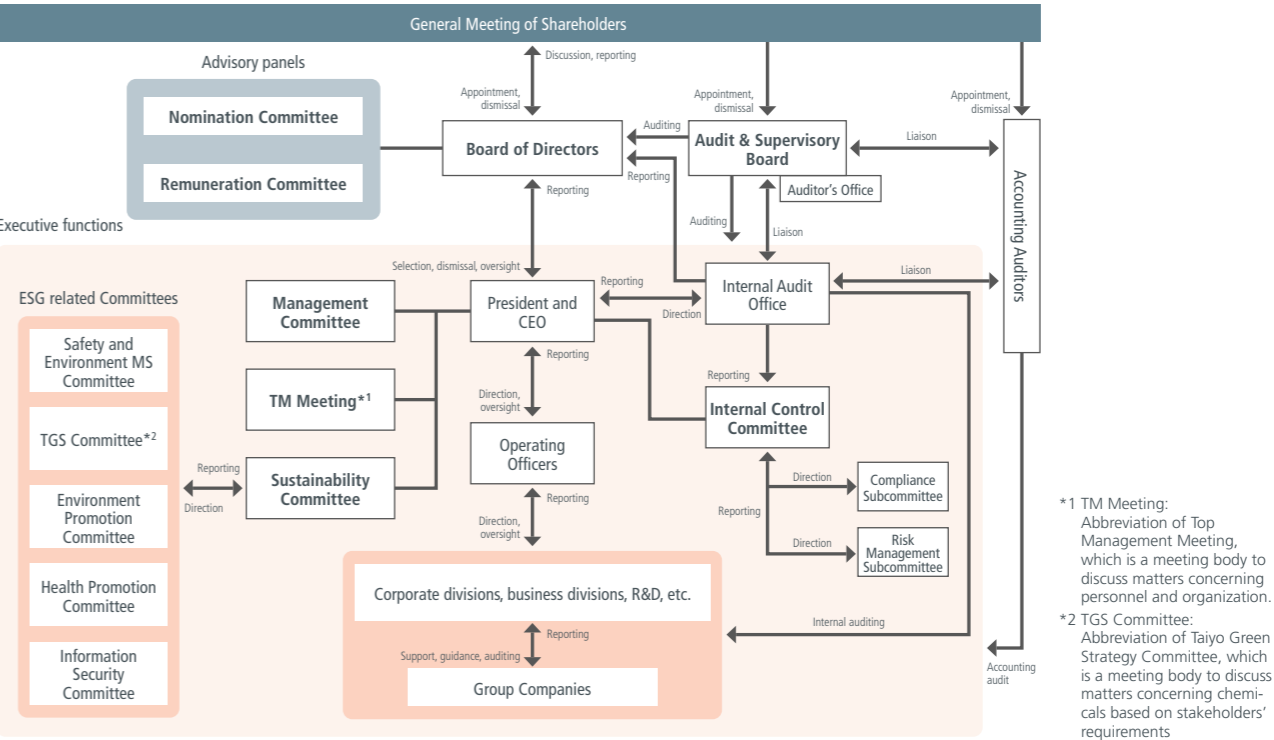 General Meeting of Shareholders
Advisory panels
Nomination Committee
Remuneration Committee
Discussion, reporting
Appointment,
dismissal
Board of Directors
Auditing
Reporting
Appointment,
dismissal
Audit & Supervisory
Board
Auditor's Office
Liaison
Appointment,
dismissal
Accounting Auditors
Executive functions
Reporting
Selection, dismissal, oversight
Auditing
Liaison
ESG related Committees
Safety and
Environment MS
Committee
TGS Committee*2
Environment
Promotion
Committee
Health Promotion
Committee
Information
Security
Committee
Reporting
Direction
Management
Committee
TM Meeting*1
Sustainability
Committee
President and
CEO
Reporting
Direction
Internal Audit
Office
Liaison
Reporting
Direction,
oversight
Operating
Officers
Reporting
Direction,
oversight
Reporting
Internal Control
Committee
Reporting
Direction
Compliance
Subcommittee
Direction
Risk
Management
Subcommittee
Corporate divisions, business divisions, R&D, etc.
Reporting
Support, guidance, auditing
Group Companies
Internal auditing
Accounting
audit
*1 TM Meeting:
Abbreviation of Top
Management Meeting,
which is a meeting body to
discuss matters concerning
personnel and organization.
*2 TGS Committee:
Abbreviation of Taiyo Green
Strategy Committee, which
is a meeting body to discuss
matters concerning chemi-
cals based on stakeholders'
requirements